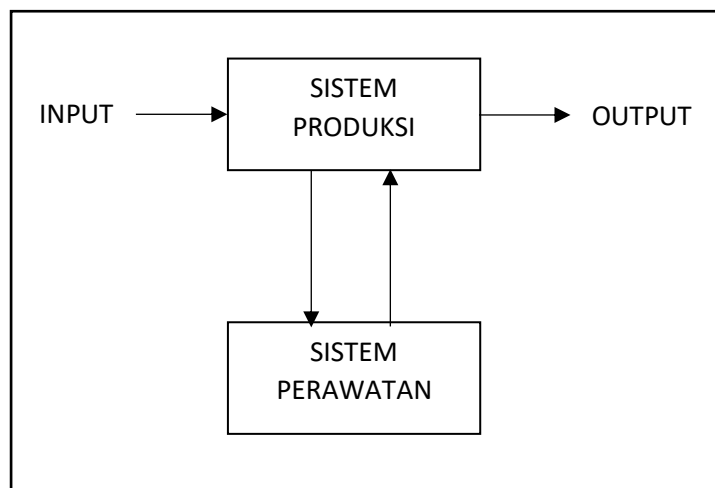 SISTEM
PRODUKSI
INPUT
OUTPUT
SISTEM
PERAWATAN